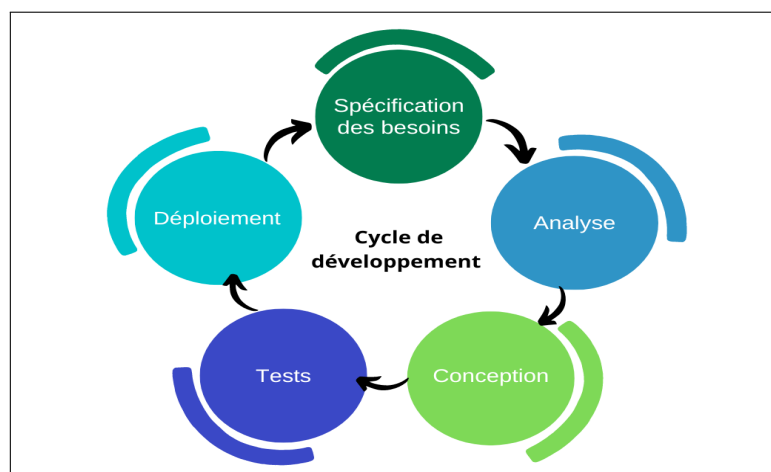 Spécification
des besoins
Analyse
Conception
Tests
Déploiement
Cycle de
développement